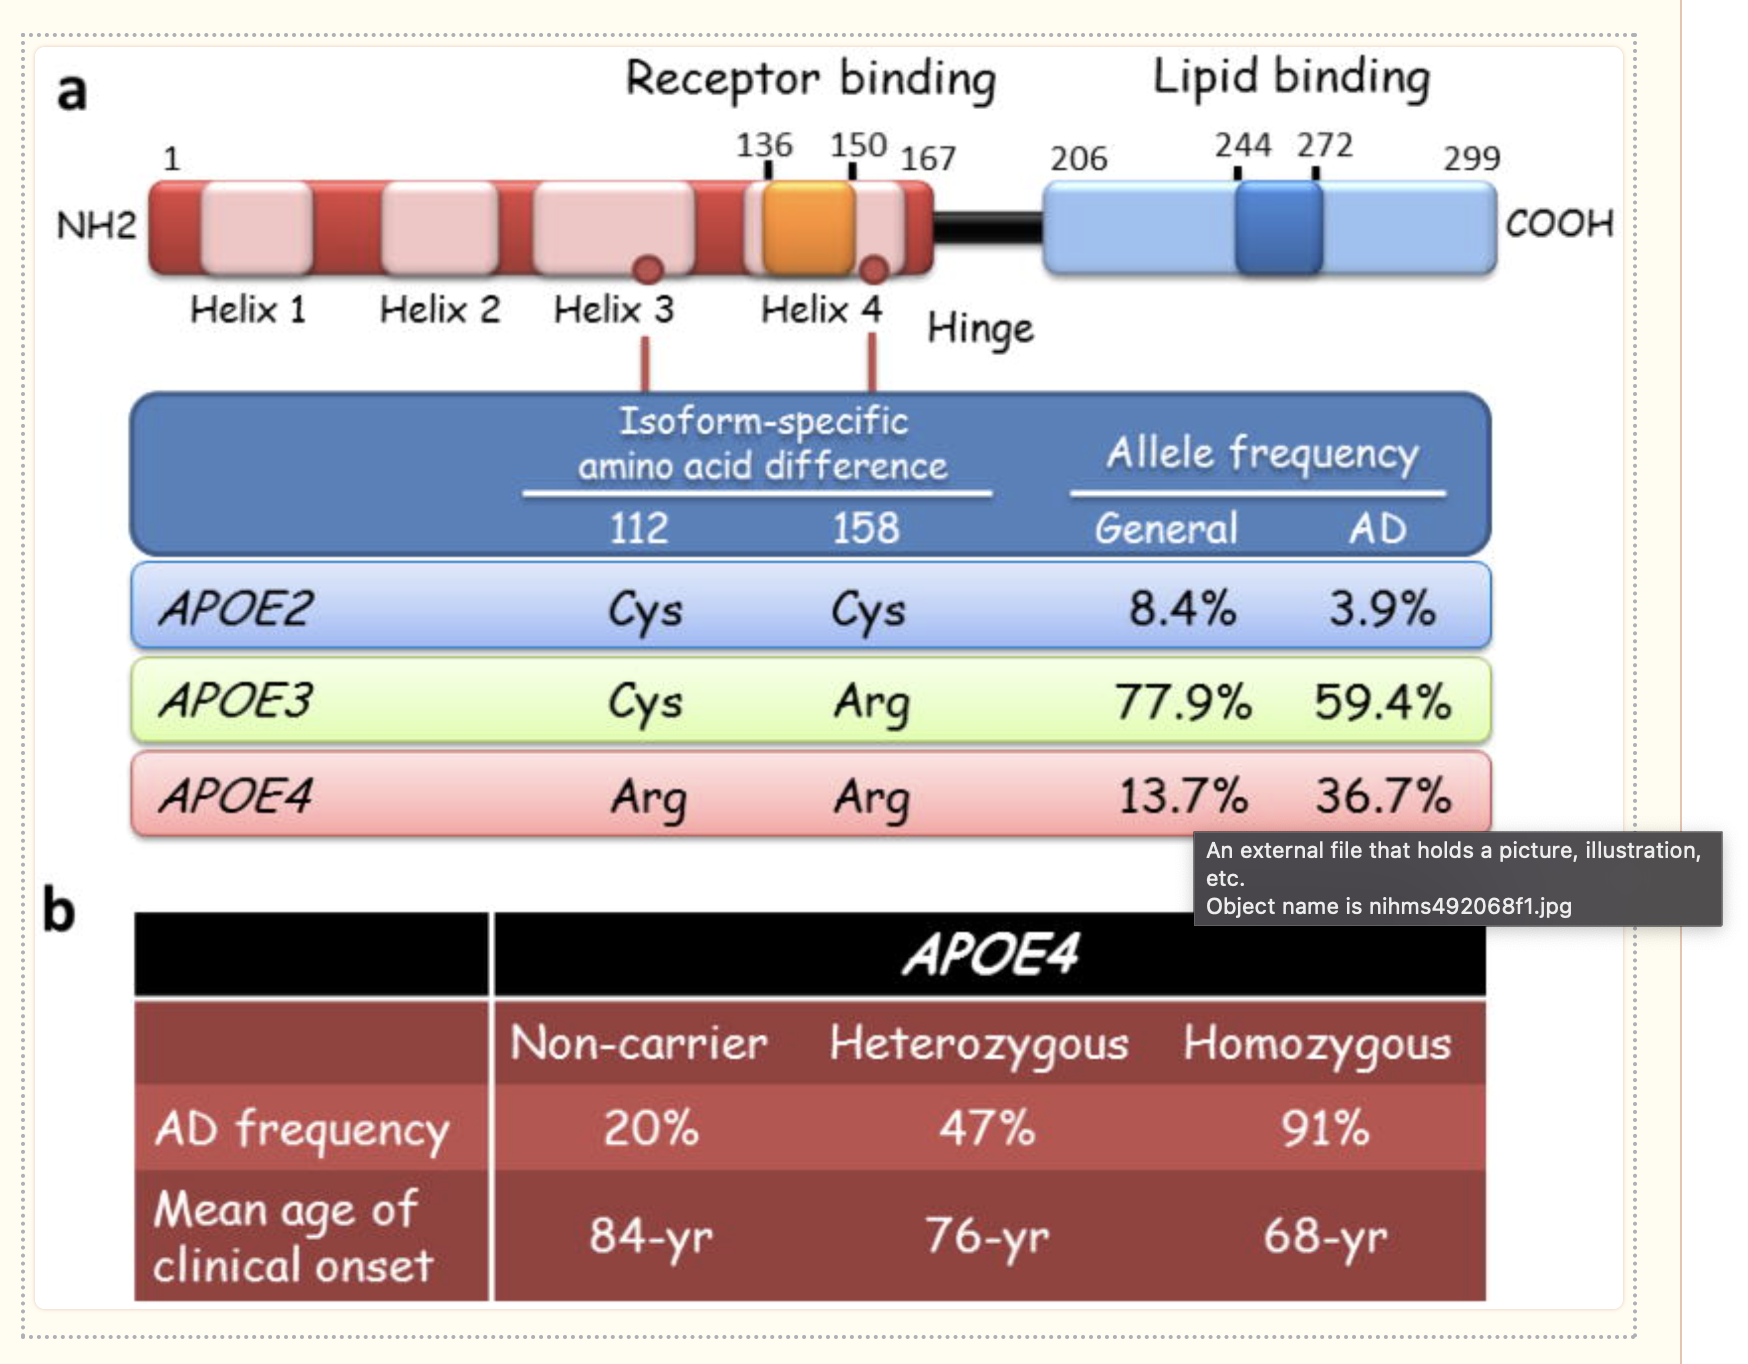 a
Receptor binding Lipid binding
1 136 150 167 206 244 272 299
NH2 COOH
Helix 1 Helix 2 Helix 3 Helix 4 Hinge
Isoform-specific
amino acid difference
Allele frequency
112 158 General AD
APOE2 Cys Cys 8.4% 3.9%
APOE3 Cys Arg 77.9% 59.4%
APOE4 Arg Arg 13.7% 36.7%
An external file that holds a picture, illustration,
etc.
Object name is nihms492068f1.jpg
b
APOE4
Non-carrier Heterozygous Homozygous
AD frequency 20% 47% 91%
Mean age of
clinical onset
84-yr 76-yr 68-yr